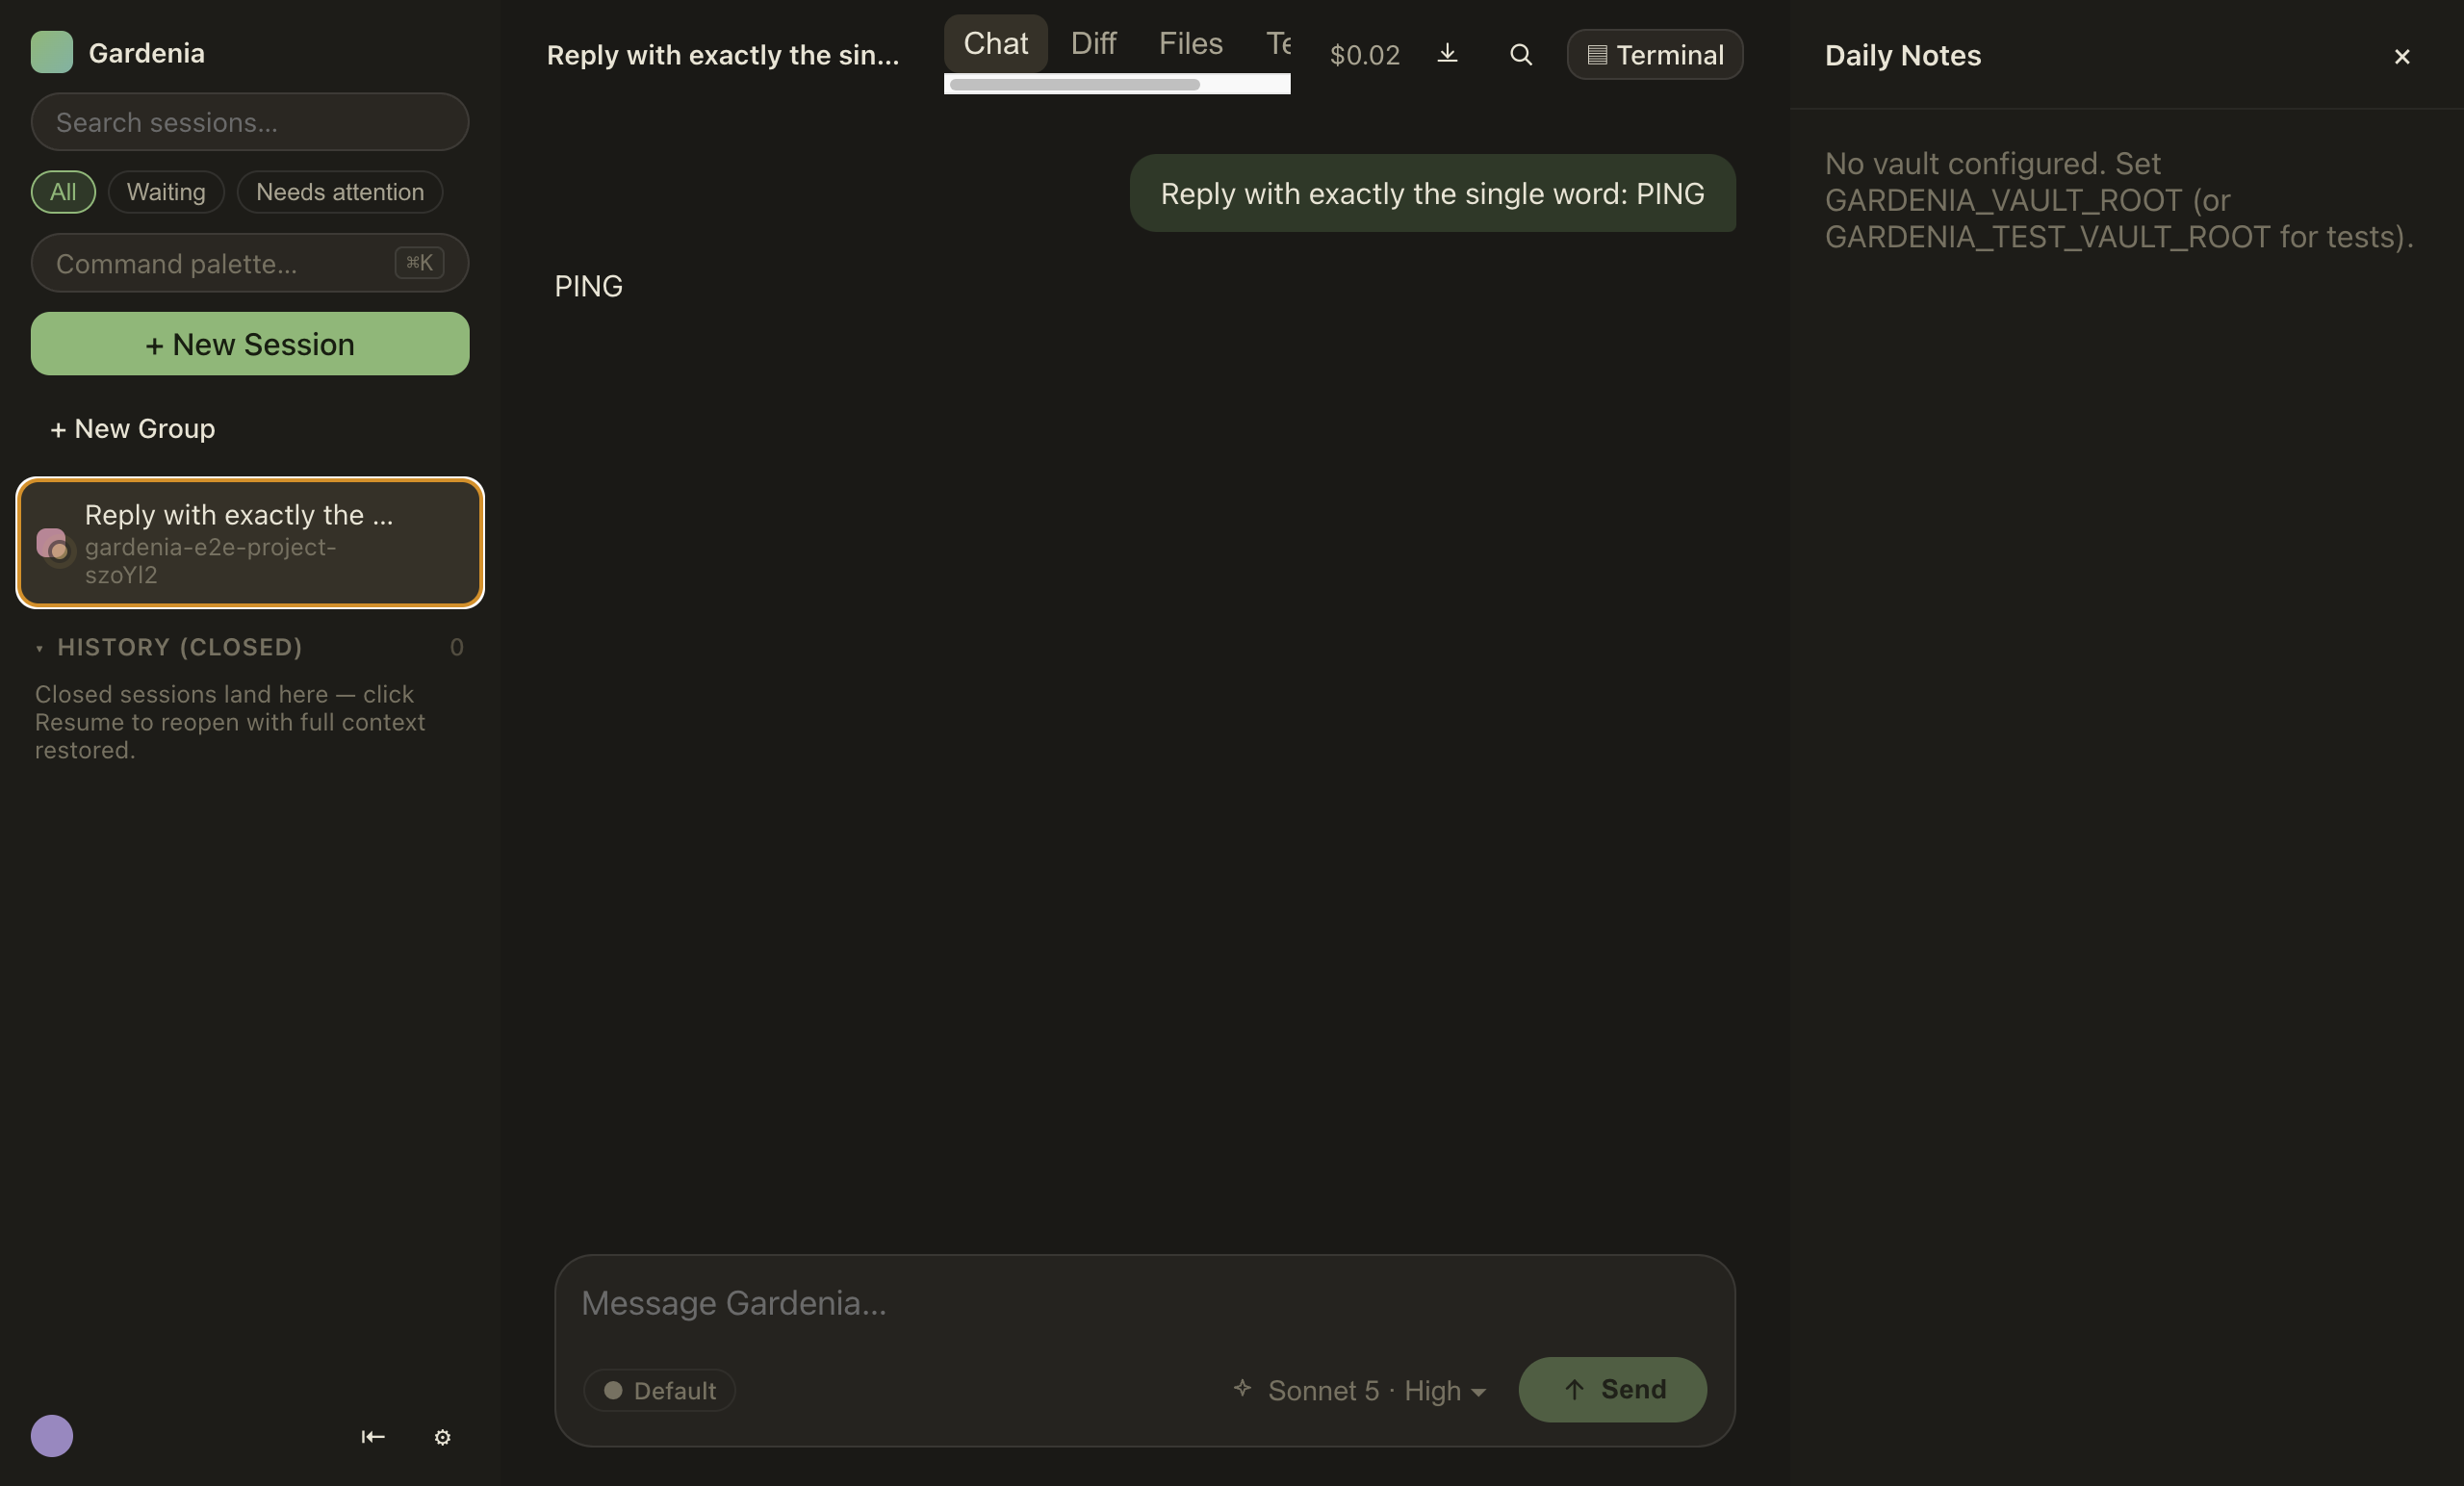 Gardenia
Search sessions...
All
Waiting
Needs attention
Command palette...
⌘K
+ New Session
+ New Group
Reply with exactly the ...
gardenia-e2e-project-
szoYl2
HISTORY (CLOSED)
0
Closed sessions land here — click
Resume to reopen with full context
restored.
Reply with exactly the sin...
Chat
Diff
Files
Te
$0.02
Terminal
Reply with exactly the single word: PING
PING
Message Gardenia...
Default
Sonnet 5 · High
Send
Daily Notes
No vault configured. Set
GARDENIA_VAULT_ROOT (or
GARDENIA_TEST_VAULT_ROOT for tests).